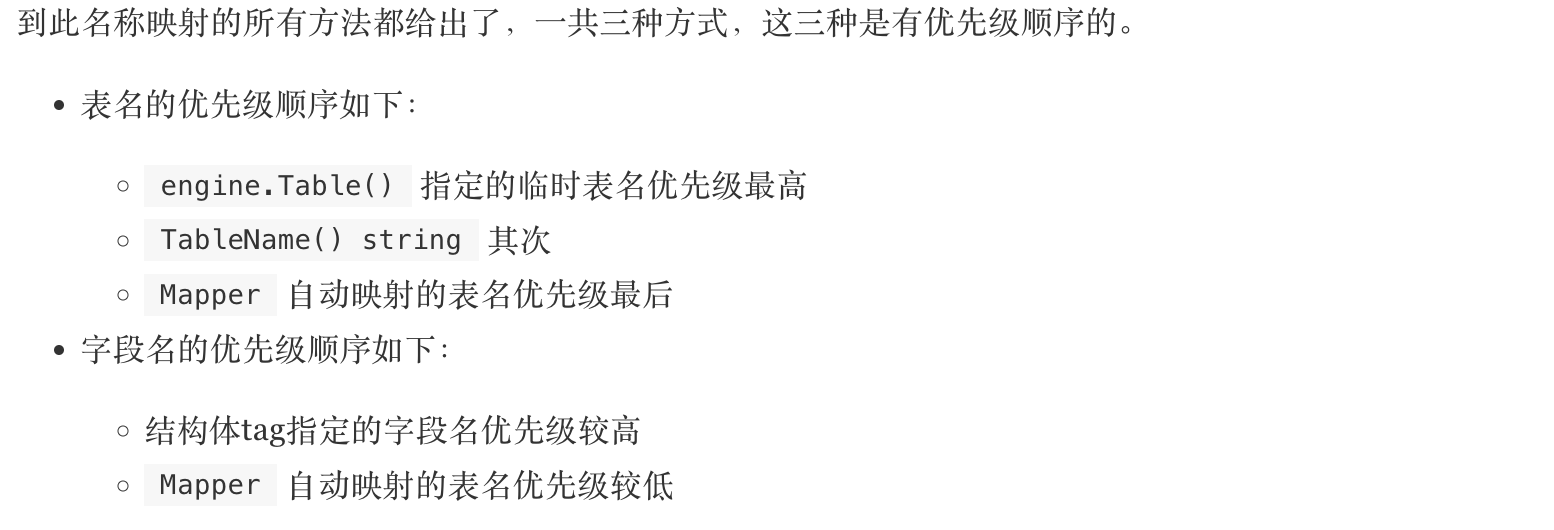 到此名称映射的所有方法都给出了，一共三种方式，这三种是有优先级顺序的。
• 表名的优先级顺序如下：
◦ engine.Table() 指定的临时表名优先级最高
◦ TableName() string 其次
◦ Mapper 自动映射的表名优先级最后
• 字段名的优先级顺序如下：
◦ 结构体tag指定的字段名优先级较高
◦ Mapper 自动映射的表名优先级较低